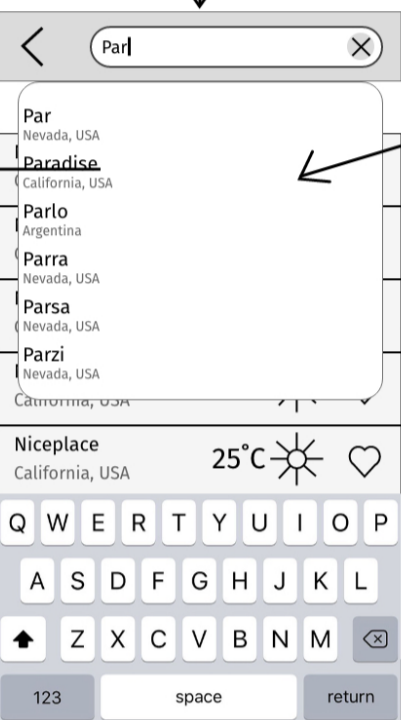 Par
Par
Nevada, USA
Paradise
California, USA
Parlo
Argentina
Parra
Nevada, USA
Parsa
Nevada, USA
Parzi
Nevada, USA
California, USA
Niceplace
25°C
California, USA
Q W E R T Y U I O P
A S D F G H J K L
Z X C V B N M
123 space return